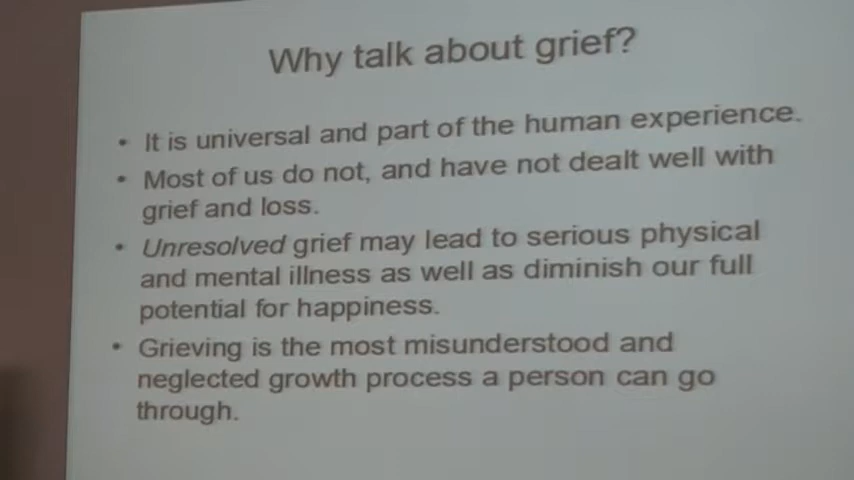 Why talk about grief?
• It is universal and part of the human experience.
• Most of us do not, and have not dealt well with
grief and loss.
• Unresolved grief may lead to serious physical
and mental illness as well as diminish our full
potential for happiness.
• Grieving is the most misunderstood and
neglected growth process a person can go
through.